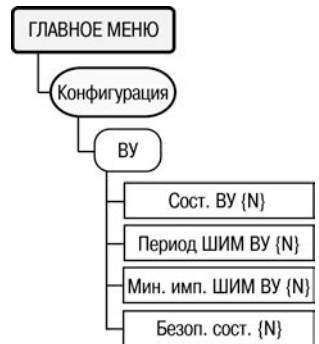 ГЛАВНОЕ МЕНЮ
Конфигурация
ВУ
Сост. ВУ {N}
Период ШИМ ВУ {N}
Мин. имп. ШИМ ВУ {N}
Безоп. сост. {N}